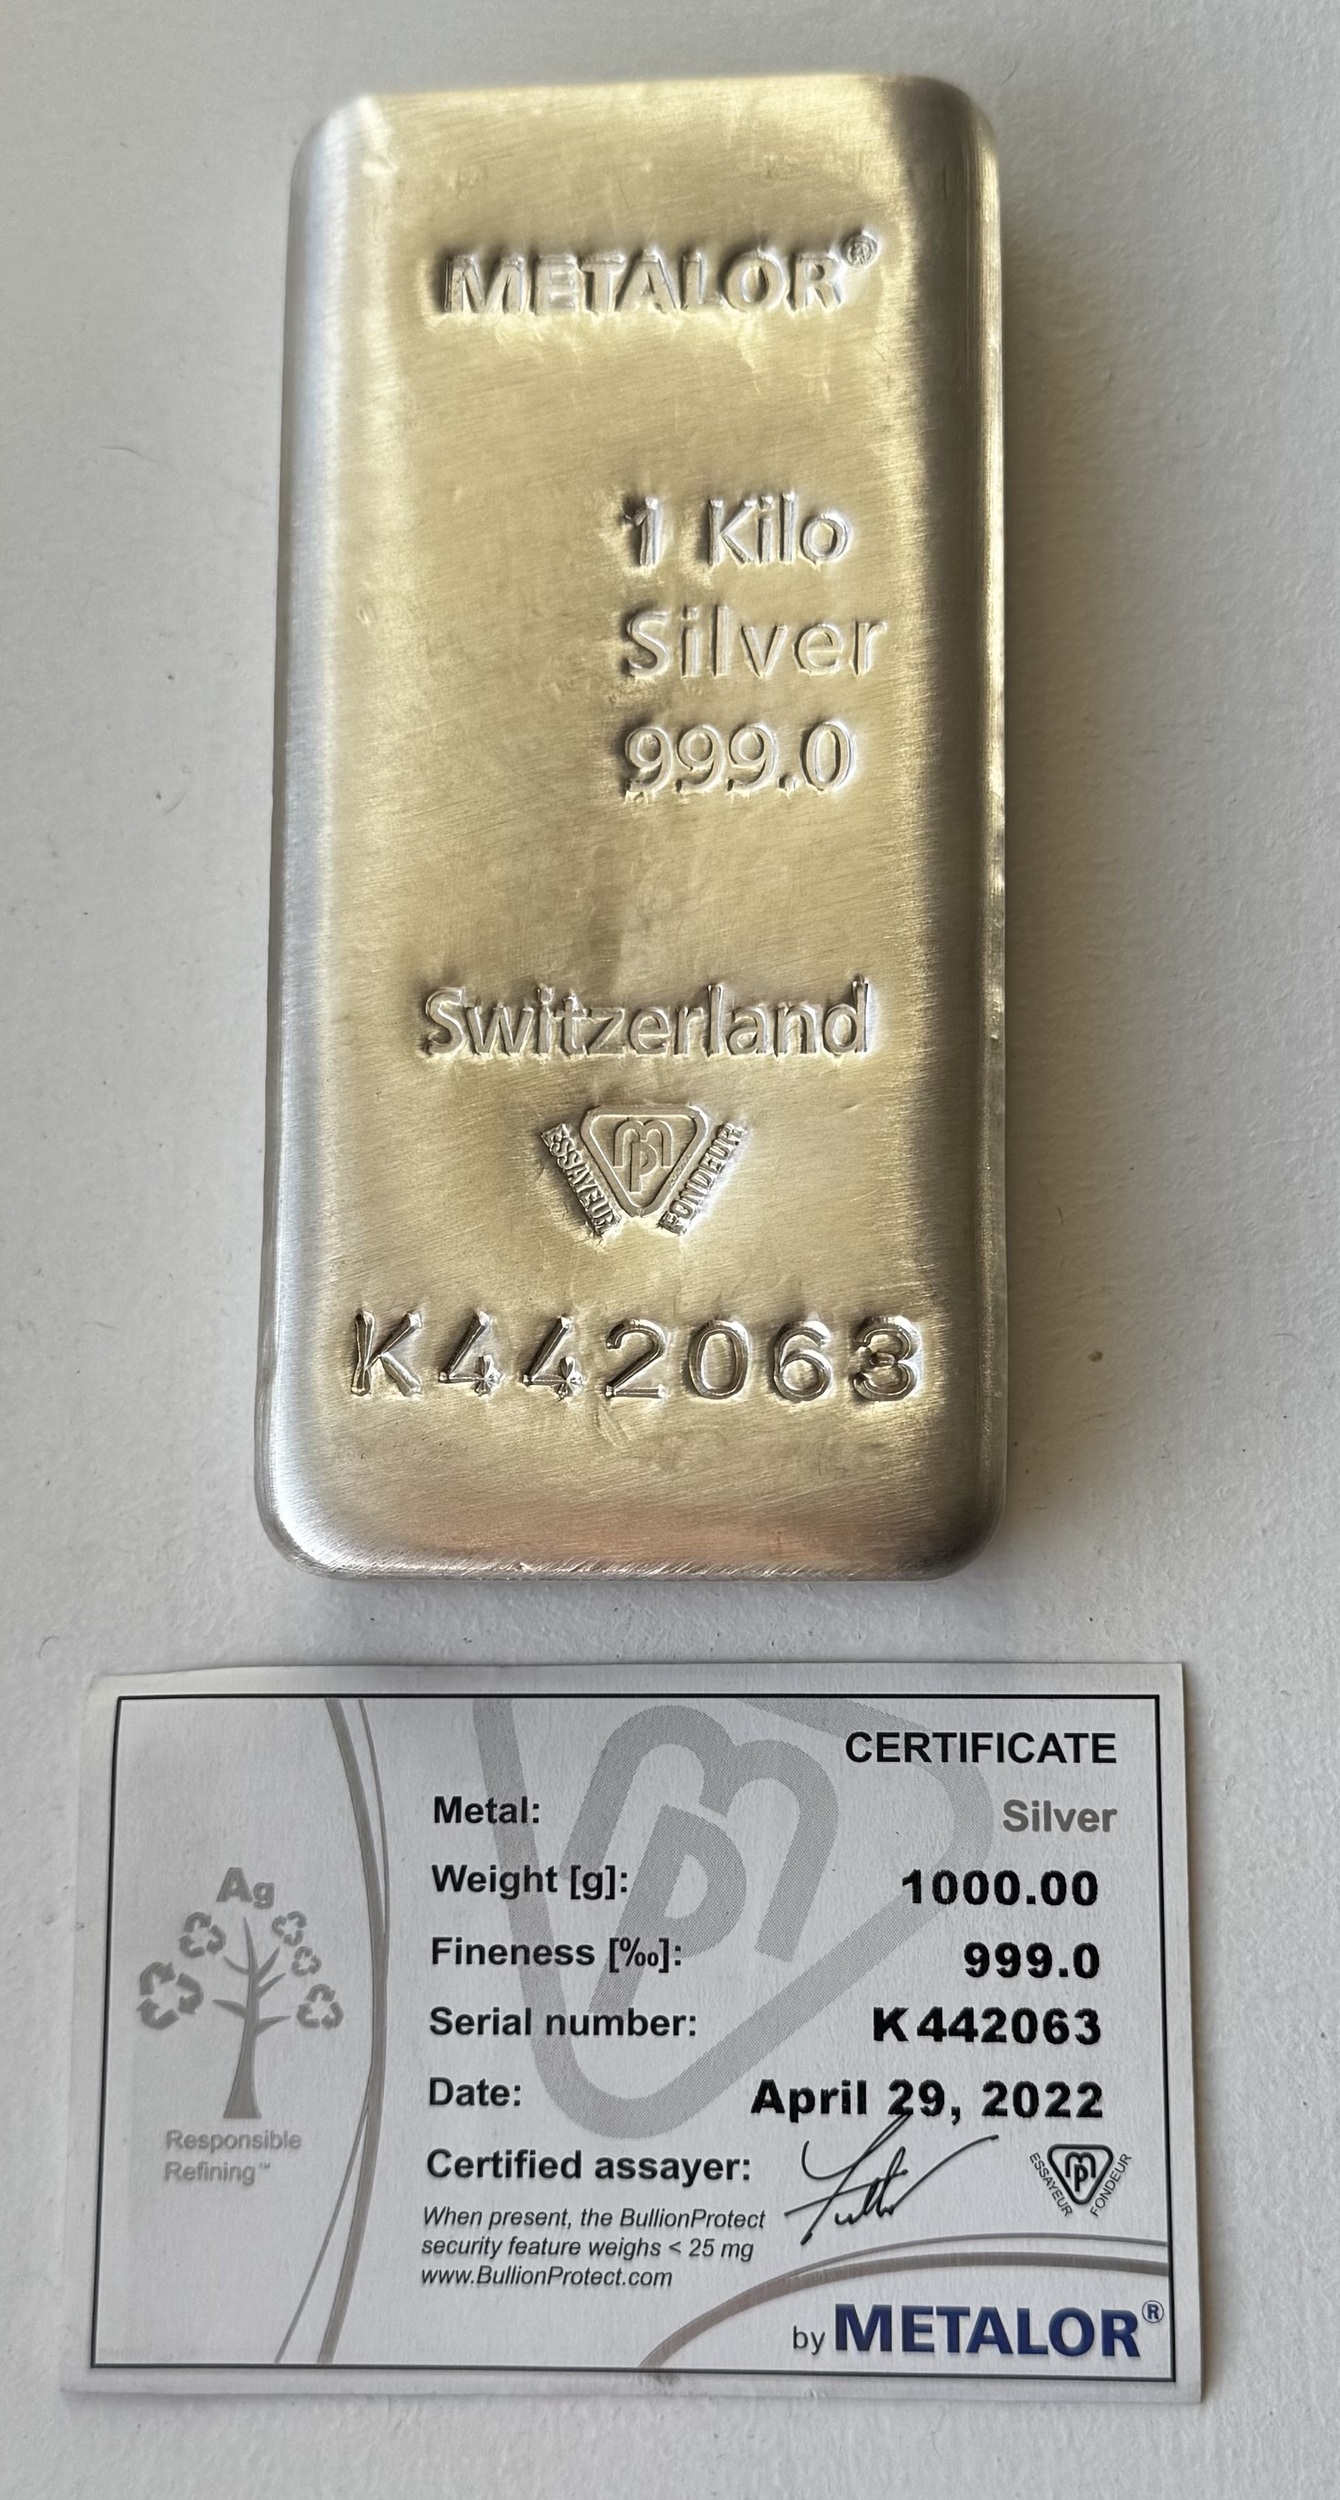 METALOR®
1 Kilo
Silver
999.0
Switzerland
ESSAYEUR MP FONDEUR
K442063
CERTIFICATE
Metal: Silver
Weight [g]: 1000.00
Fineness [‰]: 999.0
Serial number: K442063
Date: April 29, 2022
Certified assayer:
ESSAYEUR MP FONDEUR
When present, the BullionProtect
security feature weighs < 25 mg
www.BullionProtect.com
by METALOR®
Ag
Responsible
Refining™